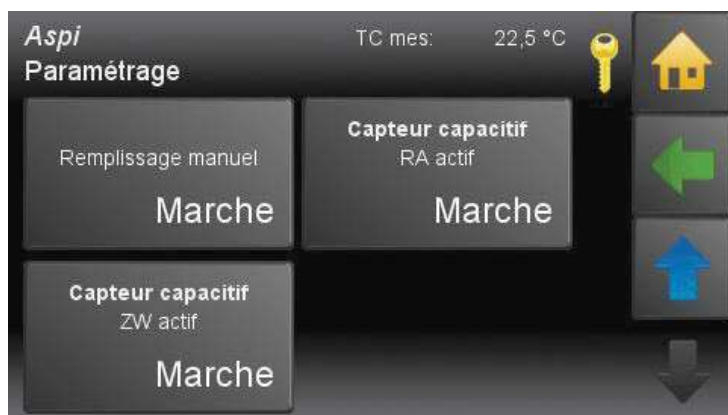 Aspi
TC mes: 22,5 °C
Paramétrage
Remplissage manuel
Marche
Capteur capacitif
RA actif
Marche
Capteur capacitif
ZW actif
Marche